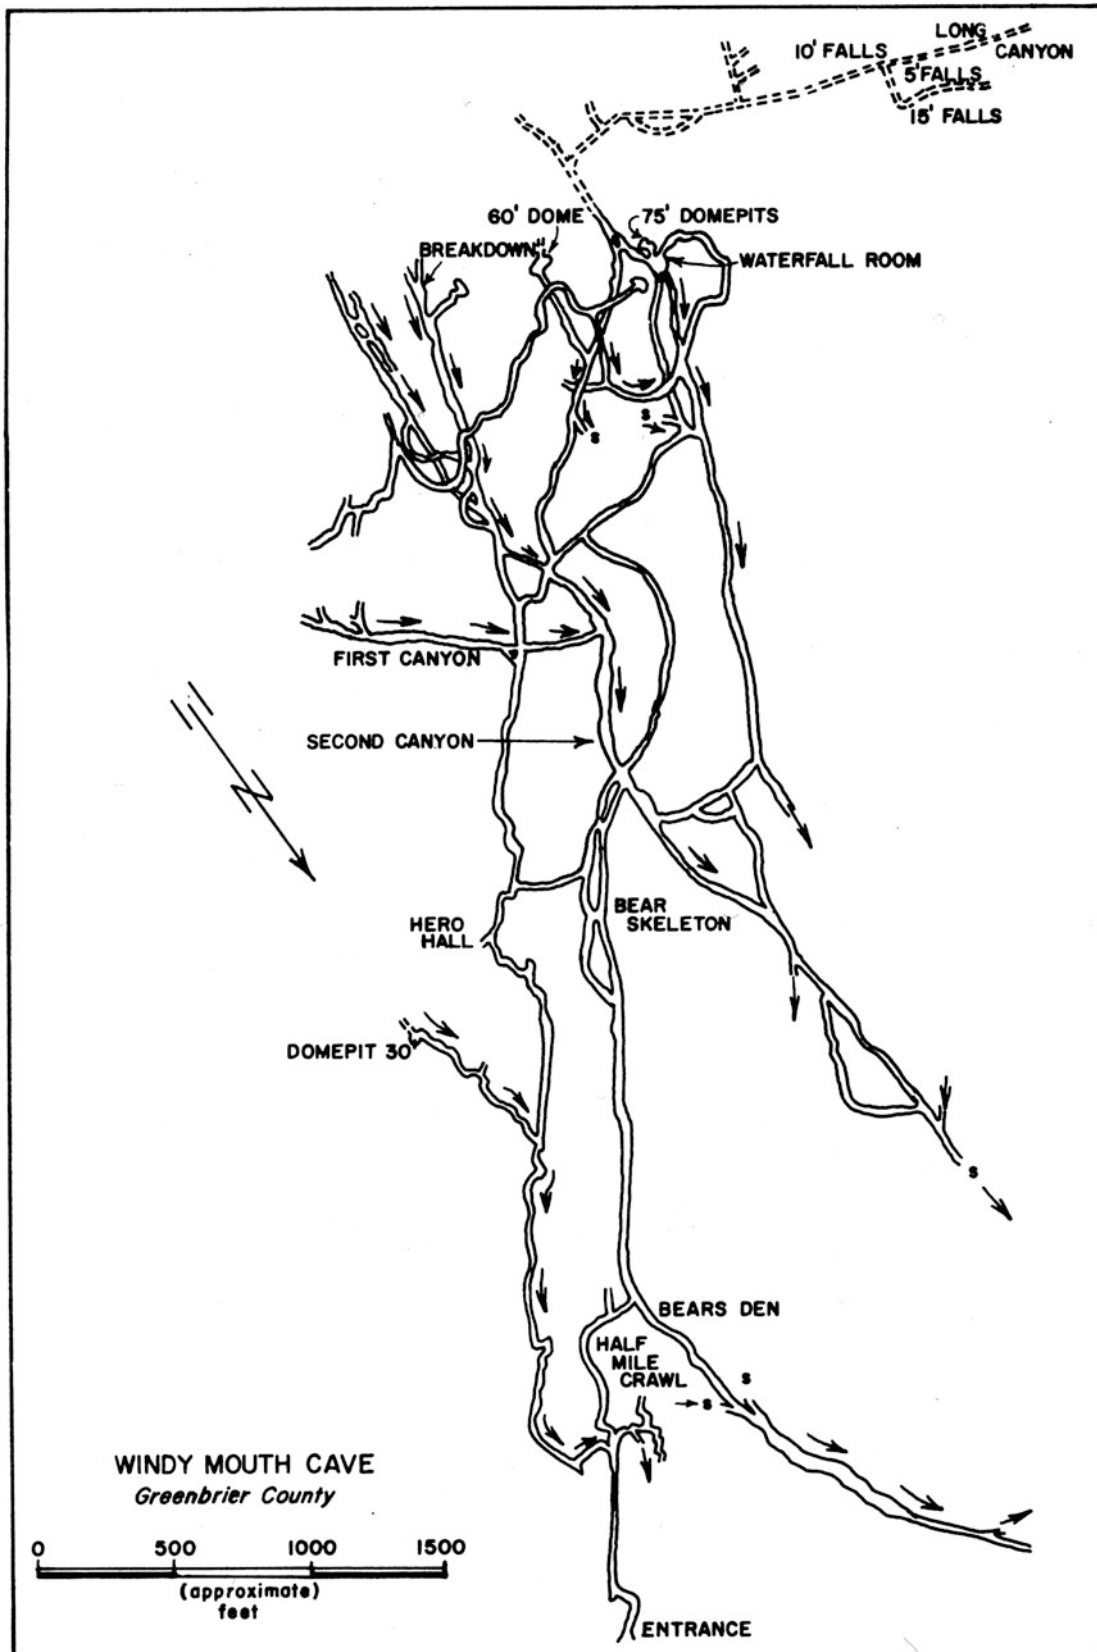 LONG
CANYON
10' FALLS
5' FALLS
15' FALLS
60' DOME
75' DOMEPITS
BREAKDOWN
WATERFALL ROOM
S
S
FIRST CANYON
SECOND CANYON
N
BEAR
SKELETON
HERO
HALL
DOMEPIT 30'
S
BEARS DEN
HALF
MILE
CRAWL
S
S
WINDY MOUTH CAVE
Greenbrier County
0 500 1000 1500
(approximate)
feet
ENTRANCE